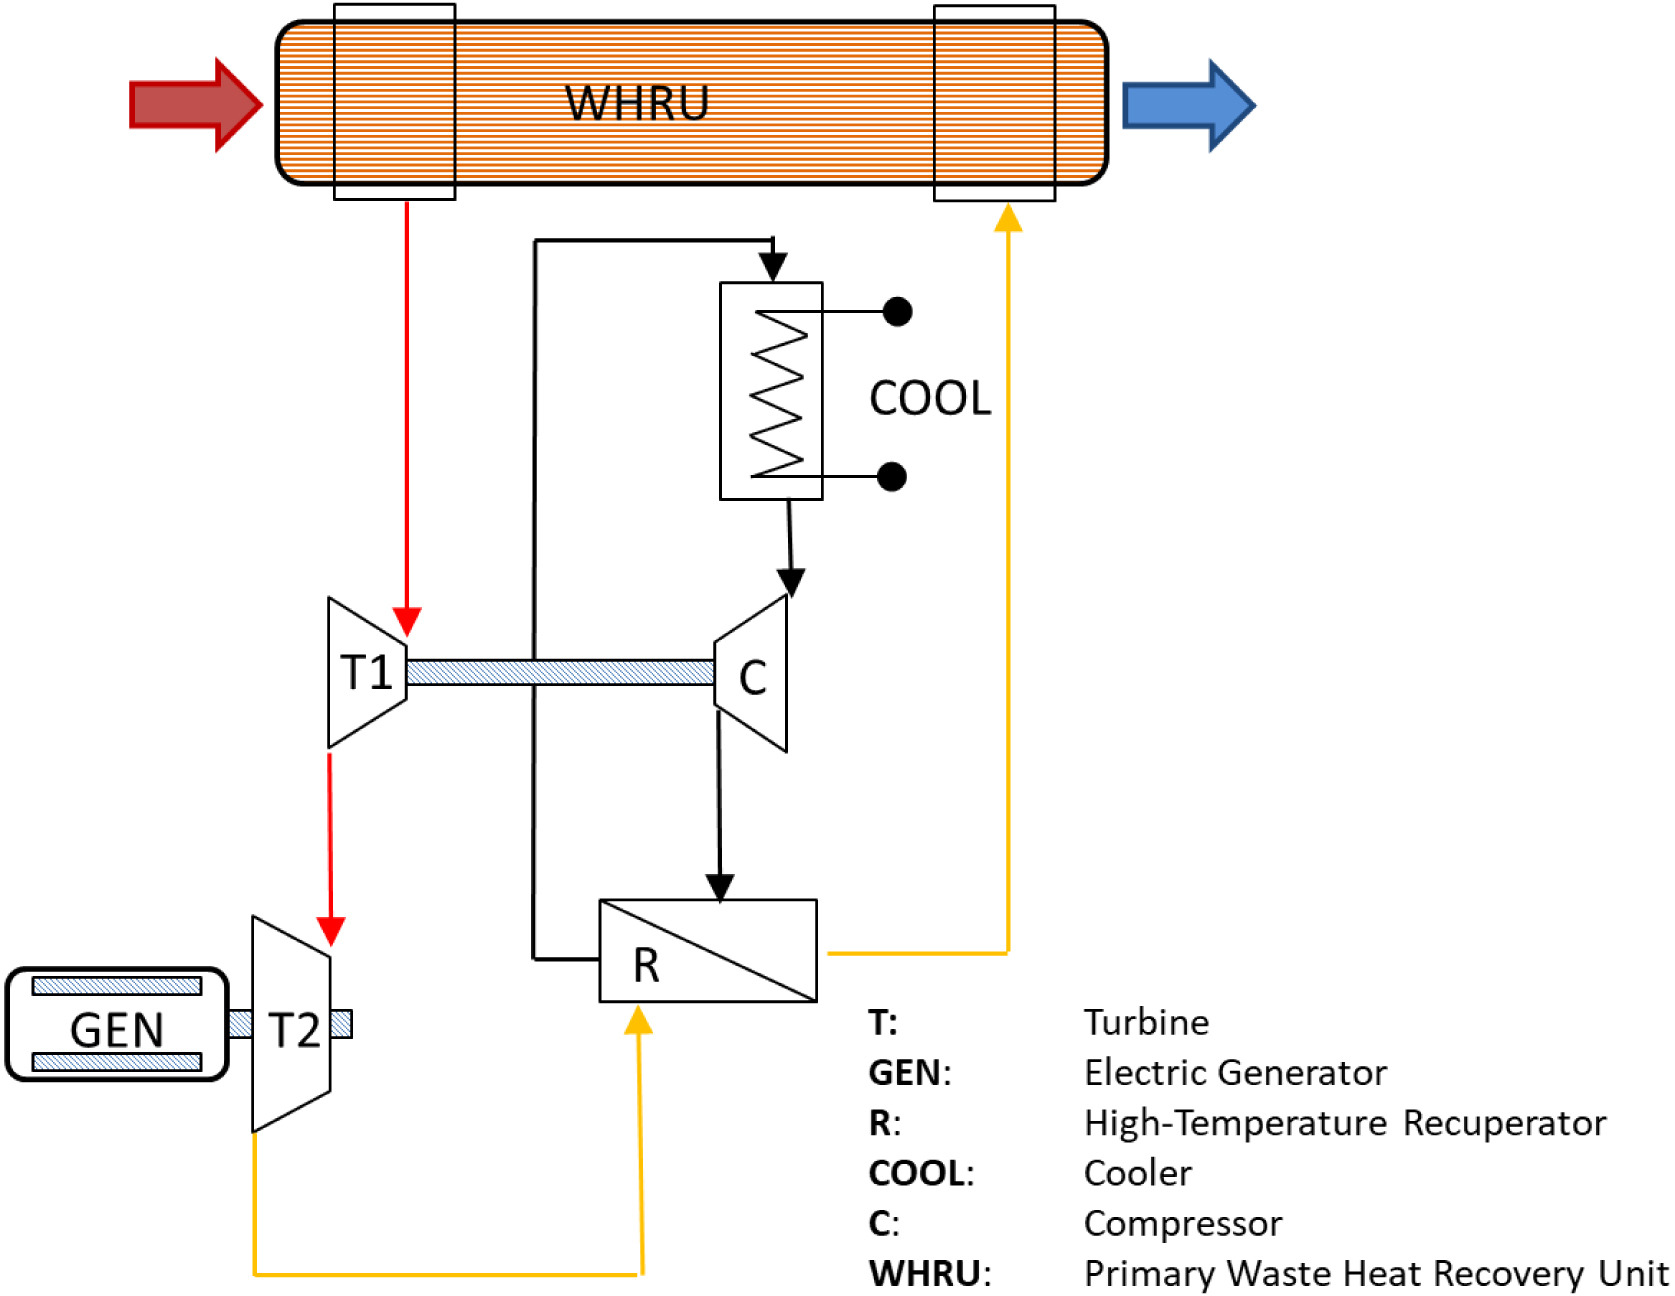 WHRU
COOL
T1
C
R
GEN
T2
T: Turbine
GEN: Electric Generator
R: High-Temperature Recuperator
COOL: Cooler
C: Compressor
WHRU: Primary Waste Heat Recovery Unit